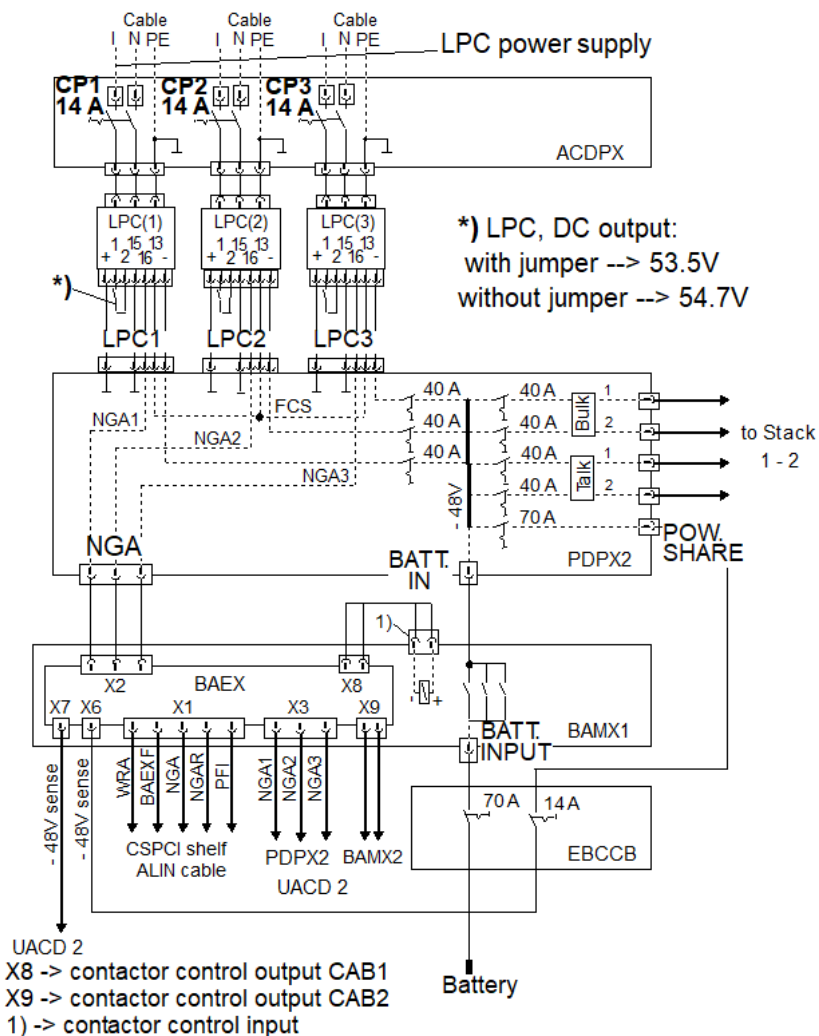 Cable Cable Cable
I N PE I N PE I N PE
LPC power supply
CP1 CP2 CP3
14 A 14 A 14 A
ACDPX
LPC(1) LPC(2) LPC(3)
+ 1 2 15 16 13 - + 1 2 15 16 13 - + 1 2 15 16 13 -
*) LPC, DC output:
with jumper --> 53.5V
without jumper --> 54.7V
*)
LPC1 LPC2 LPC3
40 A 40 A Bulk 1
FCS
NGA1
40 A 40 A 2
NGA2
to Stack
1 - 2
40 A 40 A Talk 1
NGA3
40 A 2
- 48V
70 A
POW.
SHARE
NGA
BATT.
IN
PDPX2
1)
X2 BAEX X8
- +
X7 X6 X1 X3 X9
BATT.
INPUT
BAMX1
- 48V sense
- 48V sense
WRA
BAEXF
NGA
NGAR
PFI
NGA1
NGA2
NGA3
70 A 14 A
CSPCI shelf
ALIN cable
PDPX2 BAMX2
UACD 2
EBCCB
UACD 2
Battery
X8 -> contactor control output CAB1
X9 -> contactor control output CAB2
1) -> contactor control input